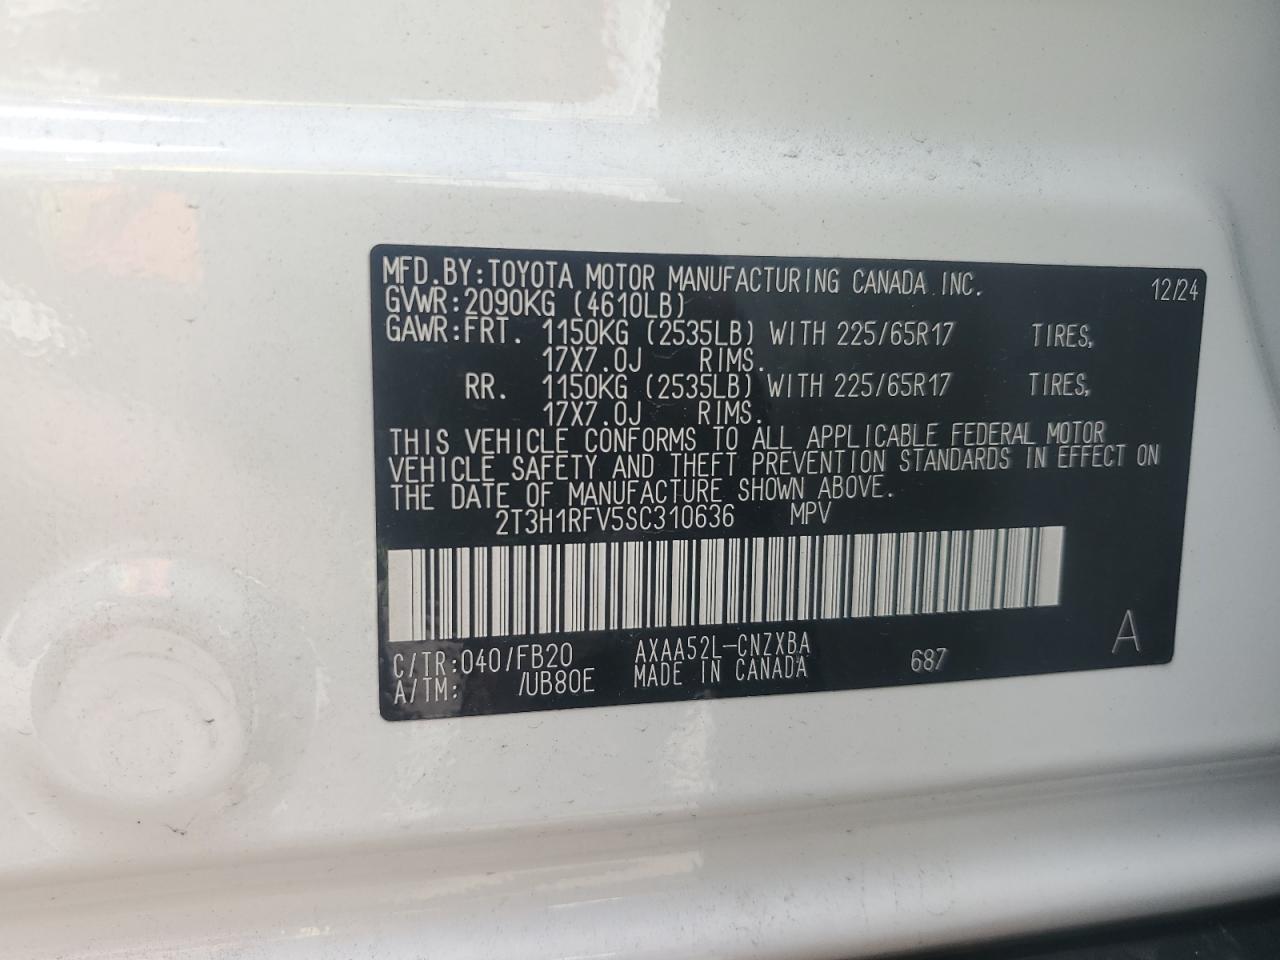 MFD.BY:TOYOTA MOTOR MANUFACTURING CANADA INC. 12/24
GVWR:2090KG (4610LB)
GAWR:FRT. 1150KG (2535LB) WITH 225/65R17 TIRES,
17X7.0J RIMS.
RR. 1150KG (2535LB) WITH 225/65R17 TIRES,
17X7.0J RIMS.
THIS VEHICLE CONFORMS TO ALL APPLICABLE FEDERAL MOTOR
VEHICLE SAFETY AND THEFT PREVENTION STANDARDS IN EFFECT ON
THE DATE OF MANUFACTURE SHOWN ABOVE.
2T3H1RFV5SC310636 MPV
C/TR:040/FB20 AXAA52L-CNZXBA 687 A
A/TM: /UB80E MADE IN CANADA